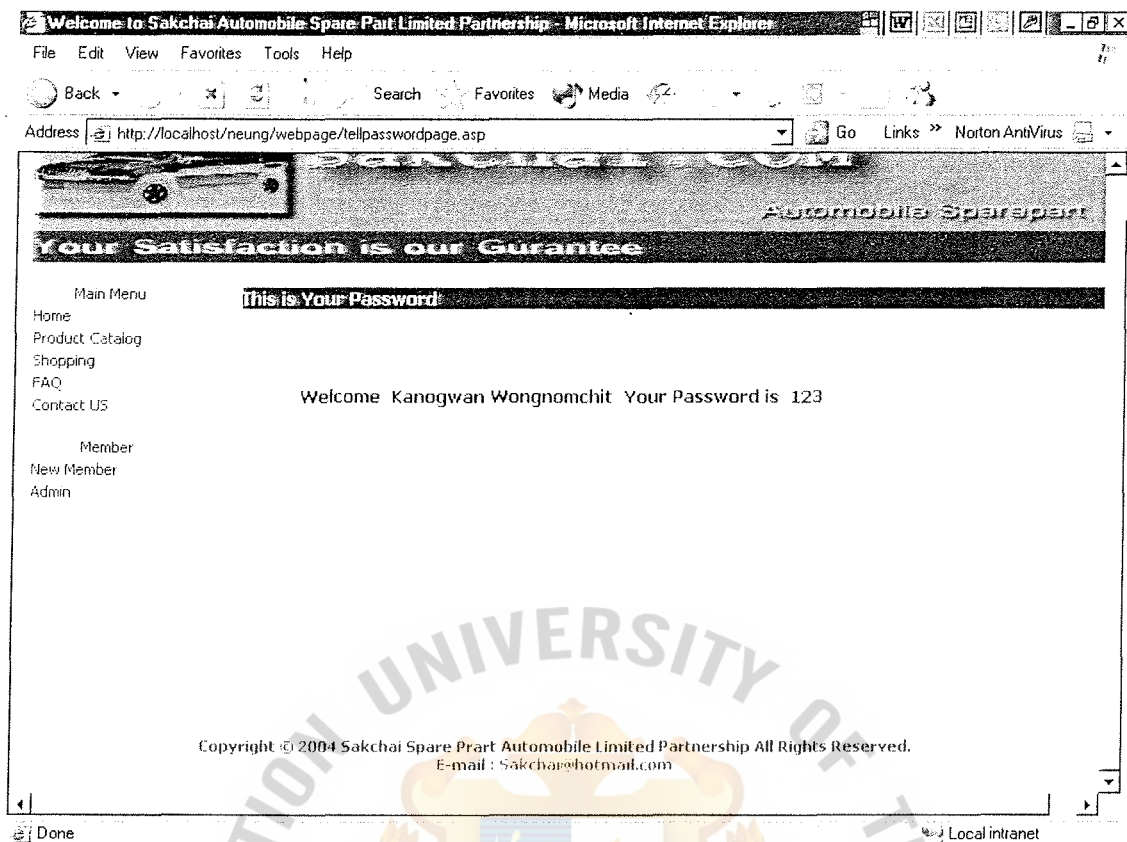 Welcome to Sakchai Automobile Spare Part Limited Partnership - Microsoft Internet Explorer
File Edit View Favorites Tools Help
Back Search Favorites Media
Address http://localhost/neung/webpage/tellpasswordpage.asp Go Links » Norton AntiVirus
Sakchai.com
Automobile Sparepart
Your Satisfaction is our Gurantee
Main Menu
This is Your Password
Home
Product Catalog
Shopping
FAQ
Contact US
Welcome Kanogwan Wongnomchit Your Password is 123
Member
New Member
Admin
UNIVERSITY OF
Copyright © 2004 Sakchai Spare Prart Automobile Limited Partnership All Rights Reserved.
E-mail : Sakchai@hotmail.com
Done Local intranet